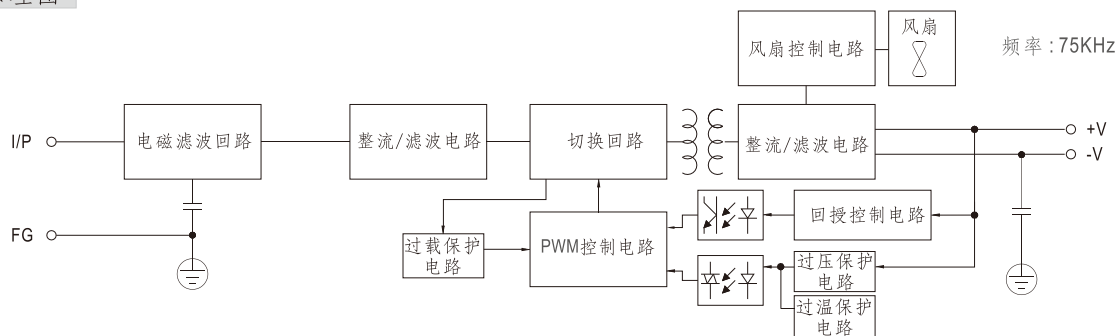 风扇控制电路
风扇
频率：75KHz
I/P
电磁滤波回路
整流/滤波电路
切换回路
整流/滤波电路
+V
-V
FG
过载保护
电路
PWM控制电路
回授控制电路
过压保护
电路
过温保护
电路